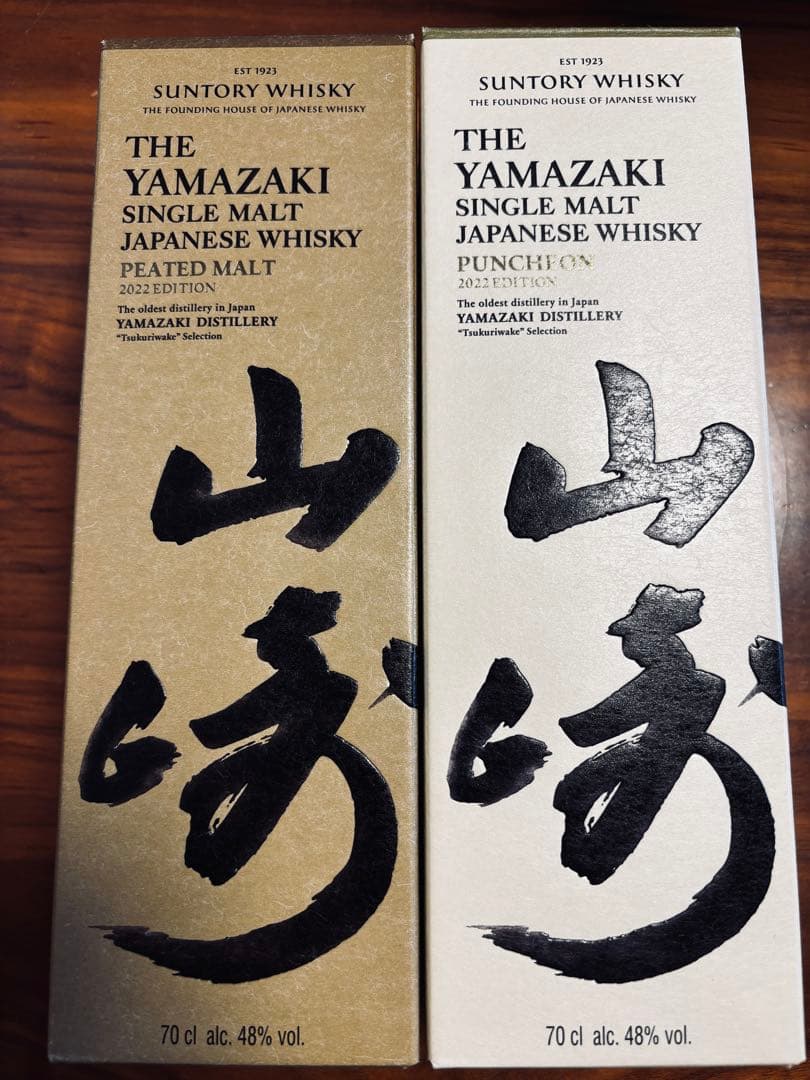 EST 1923
SUNTORY WHISKY
THE FOUNDING HOUSE OF JAPANESE WHISKY
THE
YAMAZAKI
SINGLE MALT
JAPANESE WHISKY
PEATED MALT
2022 EDITION
The oldest distillery in Japan
YAMAZAKI DISTILLERY
“Tsukuriwake” Selection
山
崎
70 cl alc. 48% vol.
EST 1923
SUNTORY WHISKY
THE FOUNDING HOUSE OF JAPANESE WHISKY
THE
YAMAZAKI
SINGLE MALT
JAPANESE WHISKY
PUNCHEON
2022 EDITION
The oldest distillery in Japan
YAMAZAKI DISTILLERY
“Tsukuriwake” Selection
山
崎
70 cl alc. 48% vol.